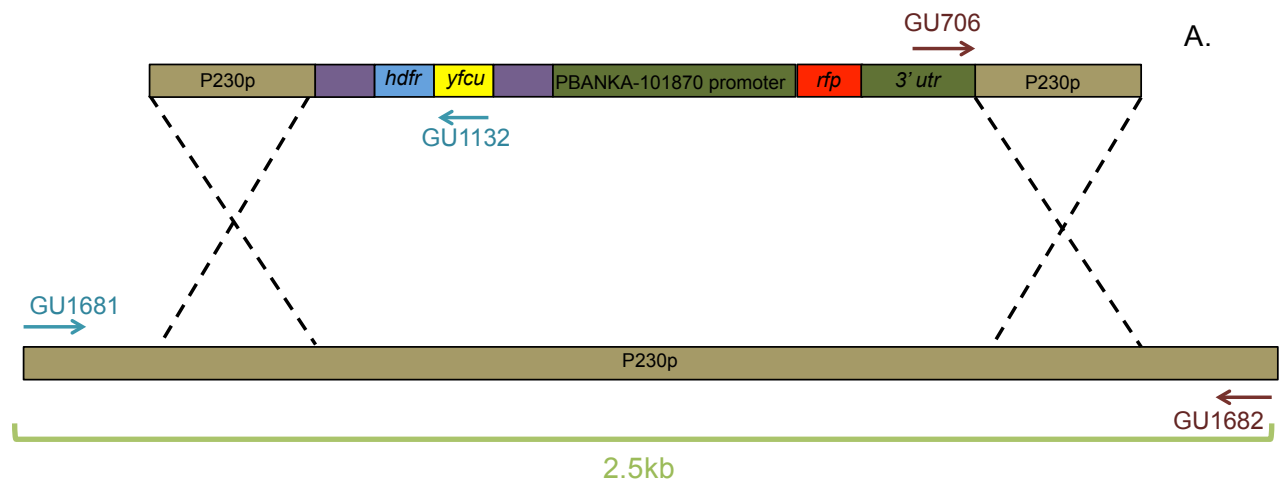 GU706
A.
P230p
hdfr
yfcu
PBANKA-101870 promoter
rfp
3' utr
P230p
GU1132
GU1681
P230p
GU1682
2.5kb